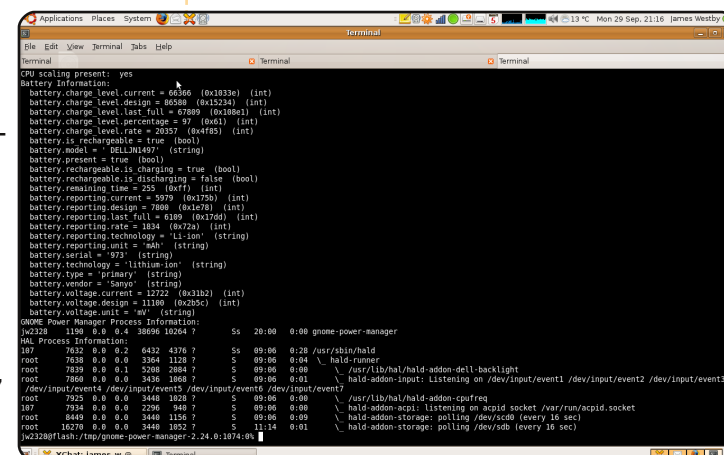 Applications Places System 13 °C Mon 29 Sep, 21:16 James Westby
Terminal
File Edit View Terminal Tabs Help
Terminal Terminal Terminal
CPU scaling present: yes
Battery Information:
battery.charge_level.current = 66366 (0x1033e) (int)
battery.charge_level.design = 86580 (0x15234) (int)
battery.charge_level.last_full = 67809 (0x108e1) (int)
battery.charge_level.percentage = 97 (0x61) (int)
battery.charge_level.rate = 20357 (0x4f85) (int)
battery.is_rechargeable = true (bool)
battery.model = ' DELLJN1497' (string)
battery.present = true (bool)
battery.rechargeable.is_charging = true (bool)
battery.rechargeable.is_discharging = false (bool)
battery.remaining_time = 255 (0xff) (int)
battery.reporting.current = 5979 (0x175b) (int)
battery.reporting.design = 7800 (0x1e78) (int)
battery.reporting.last_full = 6109 (0x17dd) (int)
battery.reporting.rate = 1834 (0x72a) (int)
battery.reporting.technology = 'Li-ion' (string)
battery.reporting.unit = 'mAh' (string)
battery.serial = '973' (string)
battery.technology = 'lithium-ion' (string)
battery.type = 'primary' (string)
battery.vendor = 'Sanyo' (string)
battery.voltage.current = 12722 (0x31b2) (int)
battery.voltage.design = 11100 (0x2b5c) (int)
battery.voltage.unit = 'mV' (string)
GNOME Power Manager Process Information:
jw2328 1190 0.0 0.4 38696 10264 ? Ss 20:00 0:00 gnome-power-manager
HAL Process Information:
107 7632 0.0 0.2 6432 4376 ? Ss 09:06 0:28 /usr/sbin/hald
root 7638 0.0 0.0 3364 1128 ? S 09:06 0:04 \_ hald-runner
root 7839 0.0 0.1 5208 2084 ? S 09:06 0:00 \_ /usr/lib/hal/hald-addon-dell-backlight
root 7860 0.0 0.0 3436 1068 ? S 09:06 0:01 \_ hald-addon-input: Listening on /dev/input/event1 /dev/input/event2 /dev/input/event3
/dev/input/event4 /dev/input/event5 /dev/input/event6 /dev/input/event7
root 7925 0.0 0.0 3448 1028 ? S 09:06 0:00 \_ /usr/lib/hal/hald-addon-cpufreq
107 7934 0.0 0.0 2296 940 ? S 09:06 0:00 \_ hald-addon-acpi: listening on acpid socket /var/run/acpid.socket
root 8449 0.0 0.0 3448 1156 ? S 09:06 0:09 \_ hald-addon-storage: polling /dev/scd0 (every 16 sec)
root 16270 0.0 0.0 3440 1052 ? S 11:14 0:01 \_ hald-addon-storage: polling /dev/sdb (every 16 sec)
jw2328@flash:/tmp/gnome-power-manager-2.24.0:1074:0%
XChat: james_w @ Terminal